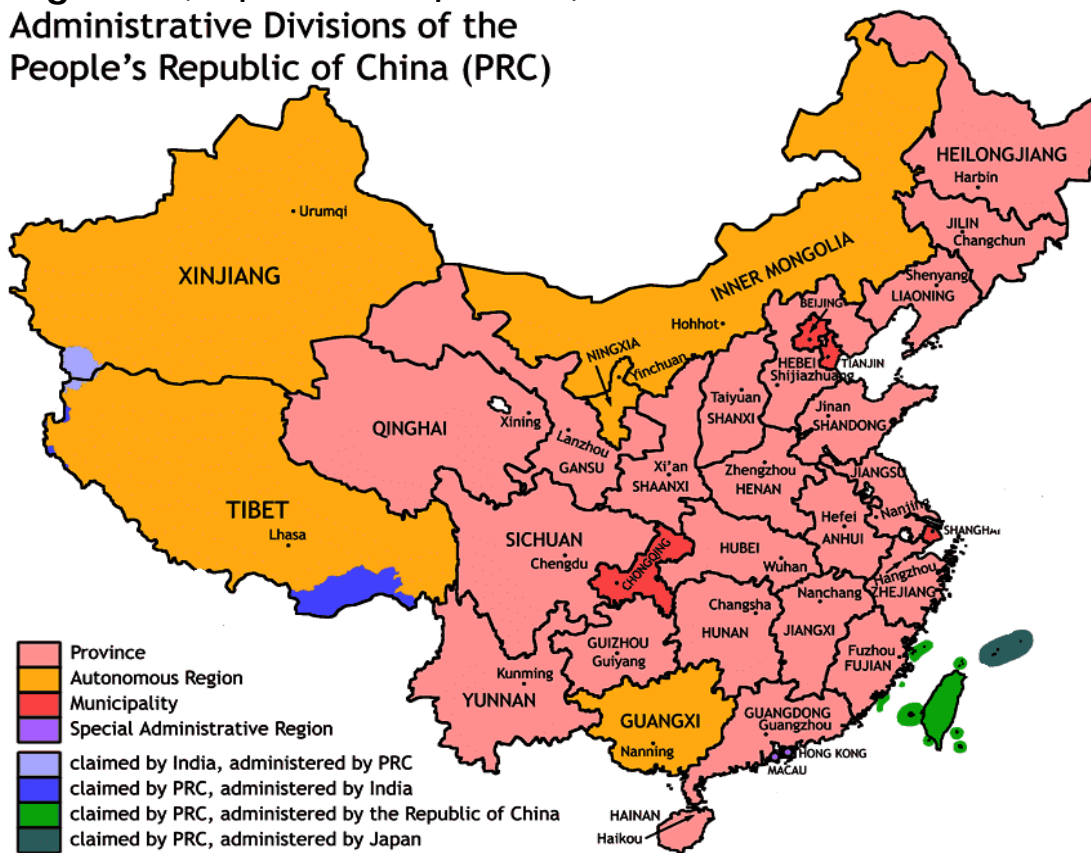 Administrative Divisions of the
People's Republic of China (PRC)
HEILONGJIANG
Harbin
JILIN
Changchun
Urumqi
XINJIANG
INNER MONGOLIA
Shenyang
LIAONING
BEIJING
Hohhot
NINGXIA
Yinchuan
HEBEI
TIANJIN
Shijiazhuang
Taiyuan
SHANXI
Jinan
SHANDONG
QINGHAI
Xining
Lanzhou
GANSU
Xi'an
SHAANXI
Zhengzhou
HENAN
JIANGSU
Nanjing
TIBET
Lhasa
SICHUAN
Chengdu
CHONGQING
HUBEI
Wuhan
Hefei
ANHUI
SHANGHAI
Hangzhou
ZHEJIANG
Changsha
HUNAN
Nanchang
JIANGXI
GUIZHOU
Guiyang
Fuzhou
FUJIAN
Kunming
YUNNAN
GUANGXI
Nanning
GUANGDONG
Guangzhou
HONG KONG
MACAU
HAINAN
Haikou
Province
Autonomous Region
Municipality
Special Administrative Region
claimed by India, administered by PRC
claimed by PRC, administered by India
claimed by PRC, administered by the Republic of China
claimed by PRC, administered by Japan